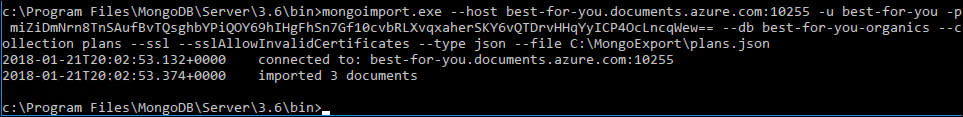 c:\Program Files\MongoDB\Server\3.6\bin>mongoimport.exe --host best-for-you.documents.azure.com:10255 -u best-for-you -p
miZiDmNrn8TnSAufBvTQsghbYPiQOY69hIHgFhSn7Gf10cvbRLXvqxaherSKY6vQTDrvHHqYyICP4OcLncqWew== --db best-for-you-organics --c
ollection plans --ssl --sslAllowInvalidCertificates --type json --file C:\MongoExport\plans.json
2018-01-21T20:02:53.132+0000 connected to: best-for-you.documents.azure.com:10255
2018-01-21T20:02:53.374+0000 imported 3 documents
c:\Program Files\MongoDB\Server\3.6\bin>